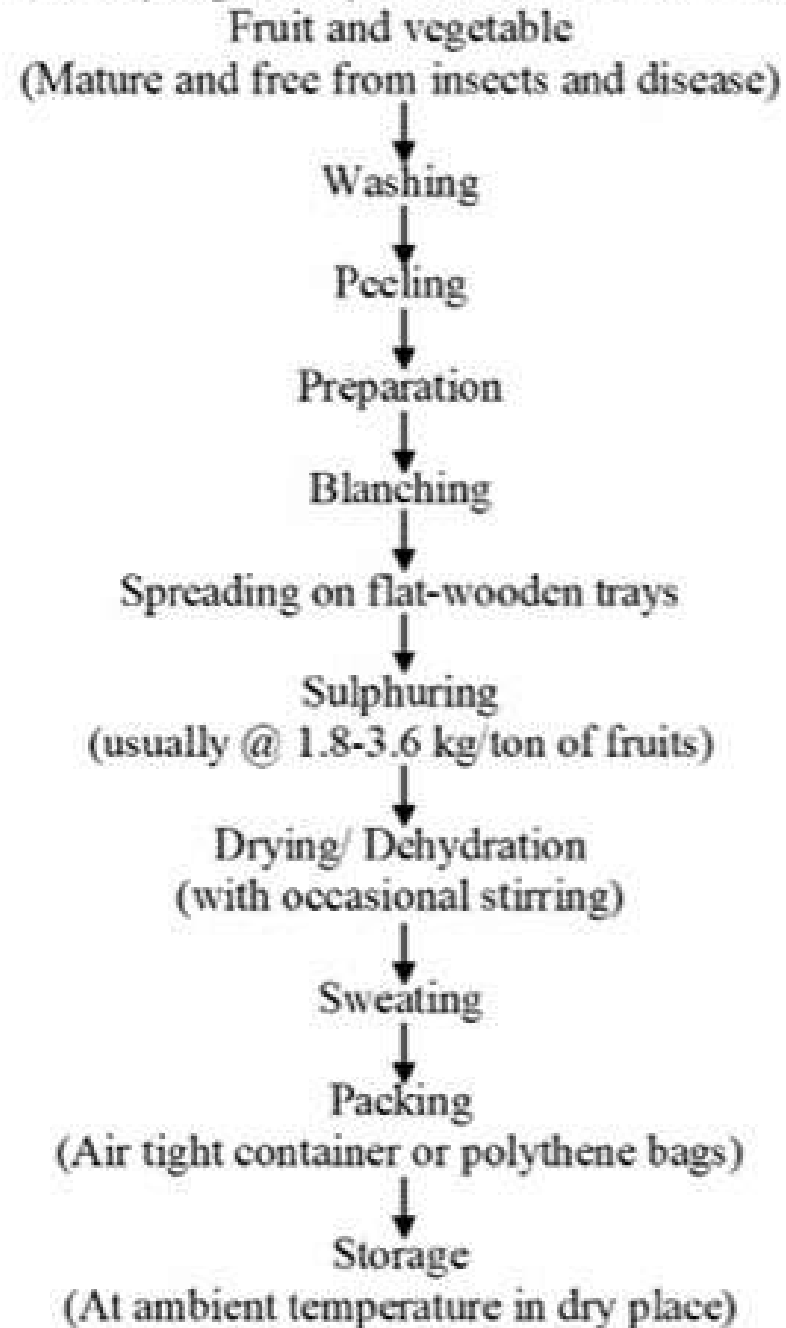 Fruit and vegetable
(Mature and free from insects and disease)
Washing
Peeling
Preparation
Blanching
Spreading on flat-wooden trays
Sulphuring
(usually @ 1.8-3.6 kg/ton of fruits)
Drying/ Dehydration
(with occasional stirring)
Sweating
Packing
(Air tight container or polythene bags)
Storage
(At ambient temperature in dry place)